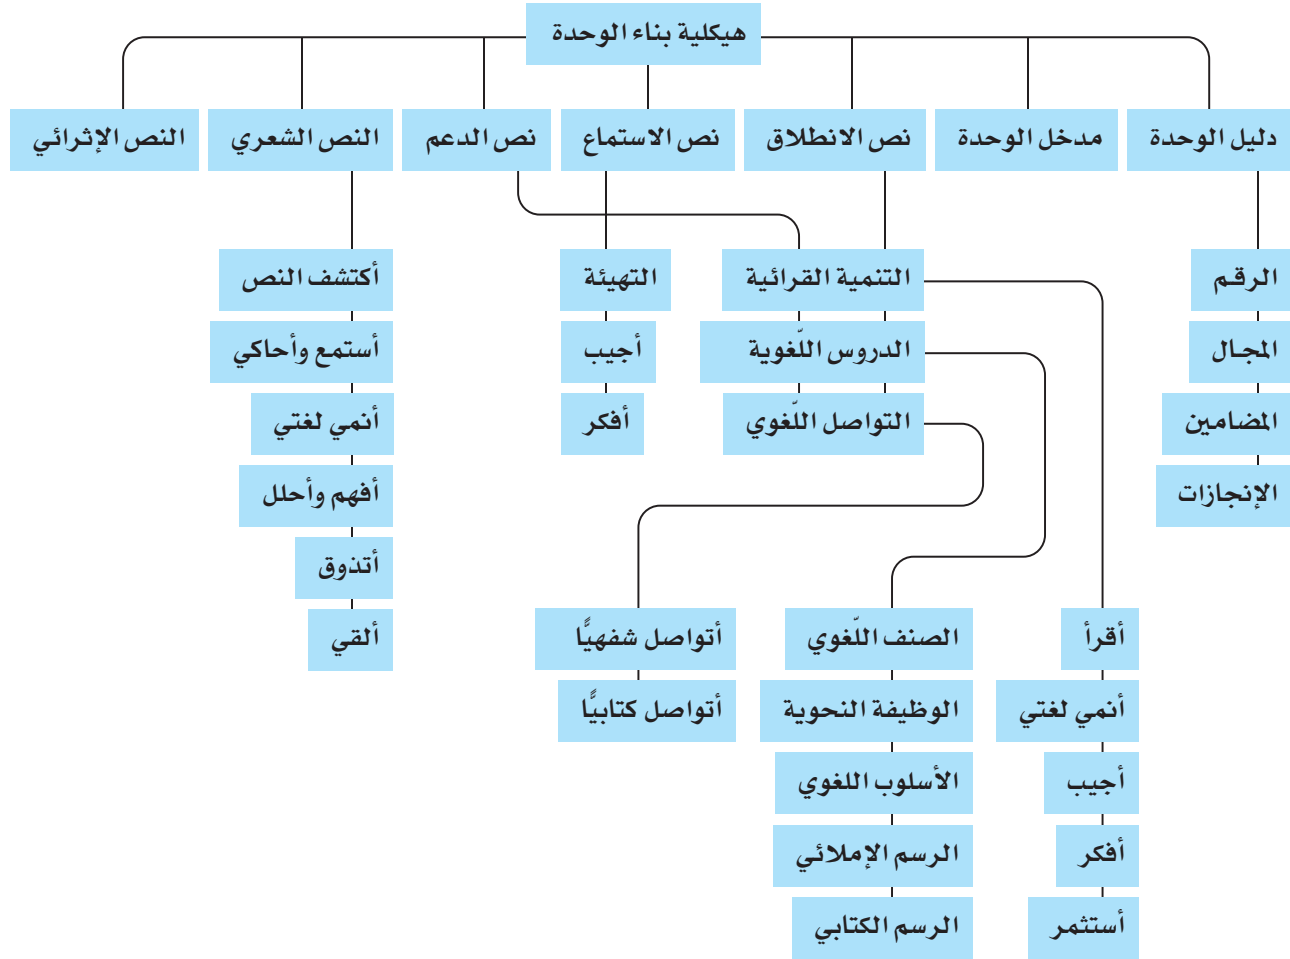 هيكلية بناء الوحدة
دليل الوحدة
مدخل الوحدة
نص الانطلاق
نص الاستماع
نص الدعم
النص الشعري
النص الإثرائي
الرقم
المجال
المضامين
الإنجازات
التنمية القرائية
الدروس اللّغوية
التواصل اللّغوي
التهيئة
أجيب
أفكر
أكتشف النص
أستمع وأحاكي
أنمي لغتي
أفهم وأحلل
أتذوق
ألقي
أقرأ
أنمي لغتي
أجيب
أفكر
أستثمر
الصنف اللّغوي
الوظيفة النحوية
الأسلوب اللغوي
الرسم الإملائي
الرسم الكتابي
أتواصل شفهيًّا
أتواصل كتابيًّا